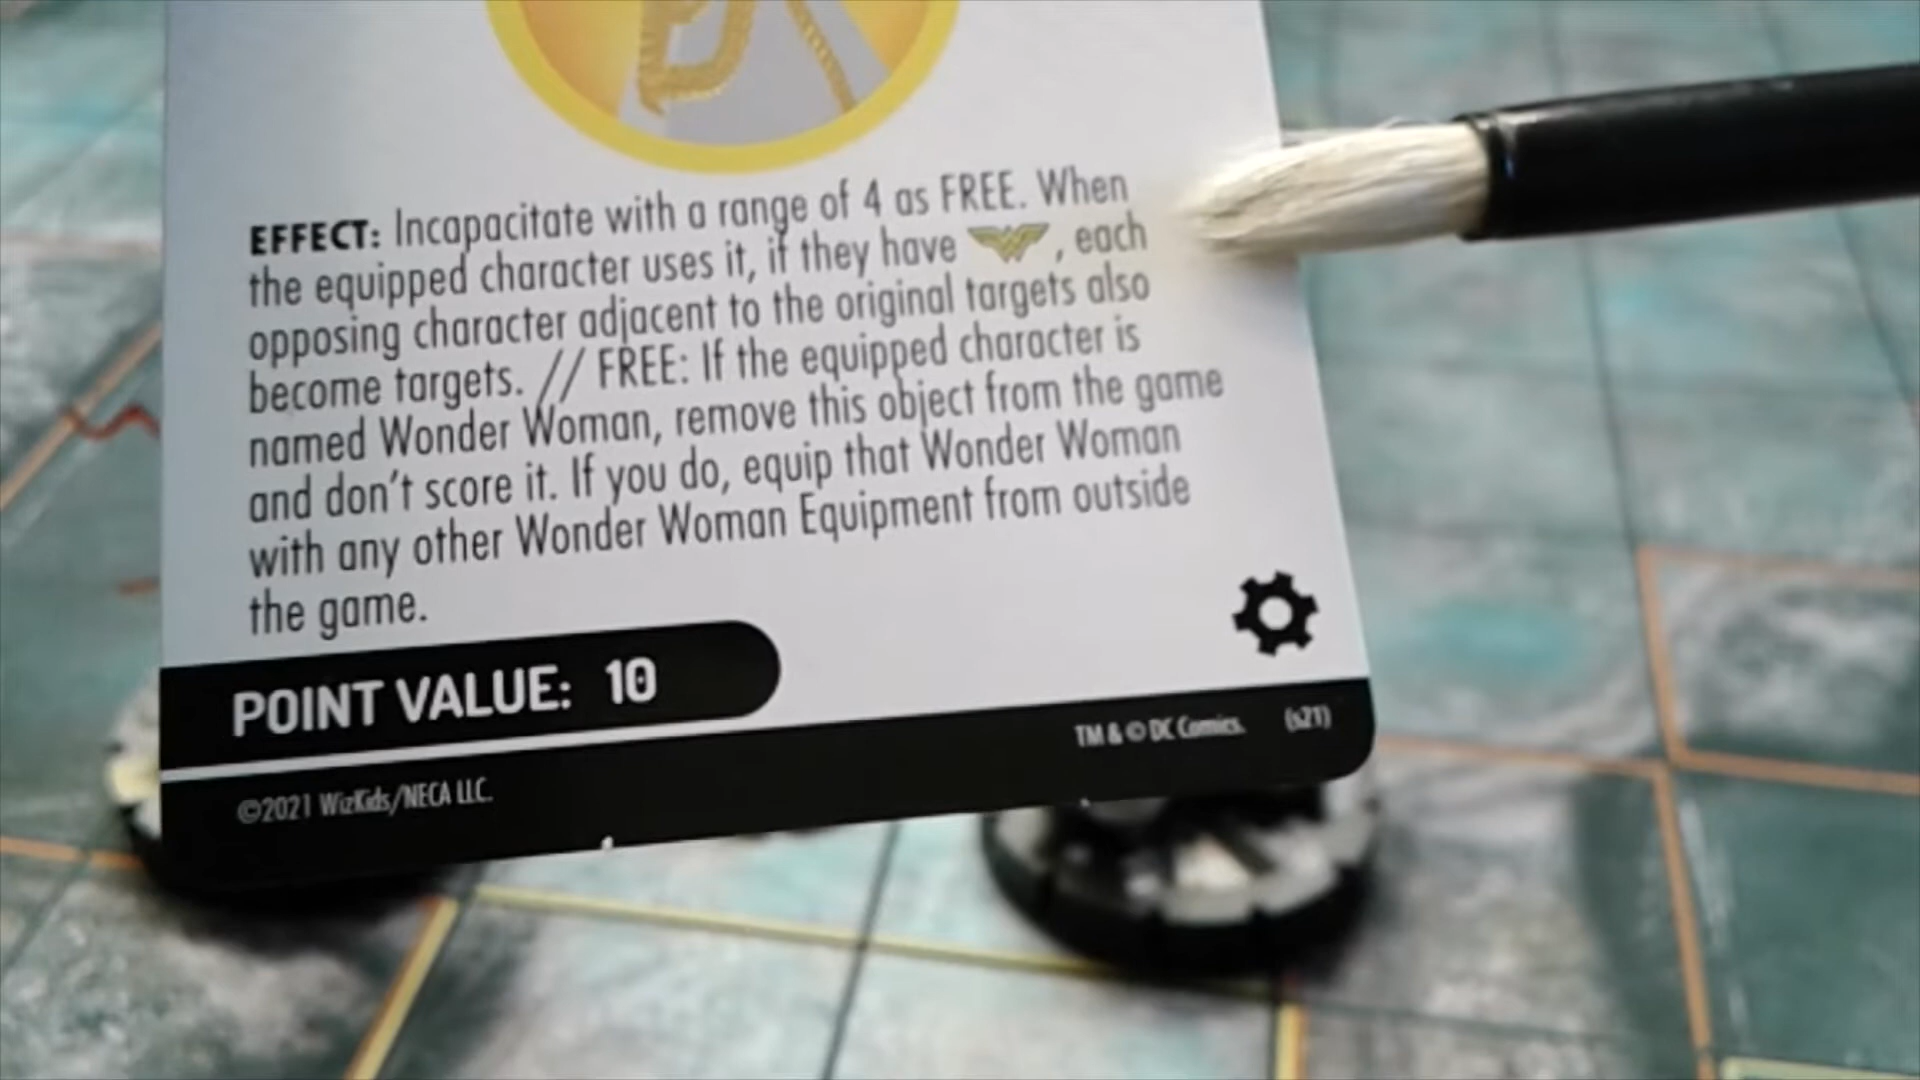 EFFECT: Incapacitate with a range of 4 as FREE. When
the equipped character uses it, if they have , each
opposing character adjacent to the original targets also
become targets. // FREE: If the equipped character is
named Wonder Woman, remove this object from the game
and don't score it. If you do, equip that Wonder Woman
with any other Wonder Woman Equipment from outside
the game.
POINT VALUE: 10
TM & © DC Comics. (s21)
©2021 WizKids/NECA LLC.